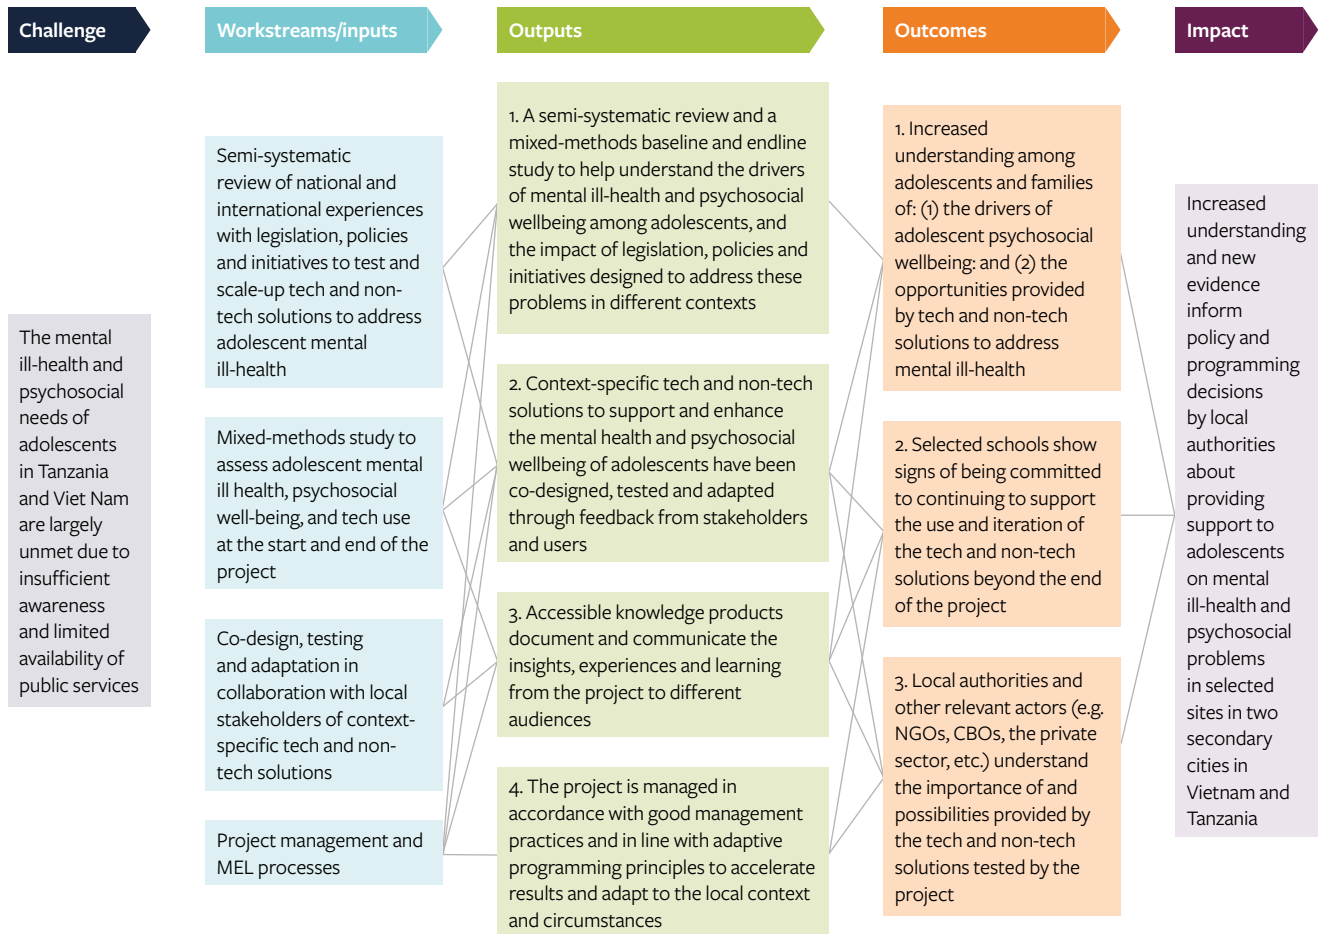 Challenge
Workstreams/inputs
Outputs
Outcomes
Impact
The mental
ill-health and
psychosocial
needs of
adolescents
in Tanzania
and Viet Nam
are largely
unmet due to
insufficient
awareness
and limited
availability of
public services
Semi-systematic
review of national and
international experiences
with legislation, policies
and initiatives to test and
scale-up tech and non-
tech solutions to address
adolescent mental
ill-health
Mixed-methods study to
assess adolescent mental
ill health, psychosocial
well-being, and tech use
at the start and end of the
project
Co-design, testing
and adaptation in
collaboration with local
stakeholders of context-
specific tech and non-
tech solutions
Project management and
MEL processes
1. A semi-systematic review and a
mixed-methods baseline and endline
study to help understand the drivers
of mental ill-health and psychosocial
wellbeing among adolescents, and
the impact of legislation, policies and
initiatives designed to address these
problems in different contexts
2. Context-specific tech and non-tech
solutions to support and enhance
the mental health and psychosocial
wellbeing of adolescents have been
co-designed, tested and adapted
through feedback from stakeholders
and users
3. Accessible knowledge products
document and communicate the
insights, experiences and learning
from the project to different
audiences
4. The project is managed in
accordance with good management
practices and in line with adaptive
programming principles to accelerate
results and adapt to the local context
and circumstances
1. Increased
understanding among
adolescents and families
of: (1) the drivers of
adolescent psychosocial
wellbeing: and (2) the
opportunities provided
by tech and non-tech
solutions to address
mental ill-health
2. Selected schools show
signs of being committed
to continuing to support
the use and iteration of
the tech and non-tech
solutions beyond the end
of the project
3. Local authorities and
other relevant actors (e.g.
NGOs, CBOs, the private
sector, etc.) understand
the importance of and
possibilities provided by
the tech and non-tech
solutions tested by the
project
Increased
understanding
and new
evidence
inform
policy and
programming
decisions
by local
authorities
about
providing
support to
adolescents
on mental
ill-health and
psychosocial
problems
in selected
sites in two
secondary
cities in
Vietnam and
Tanzania